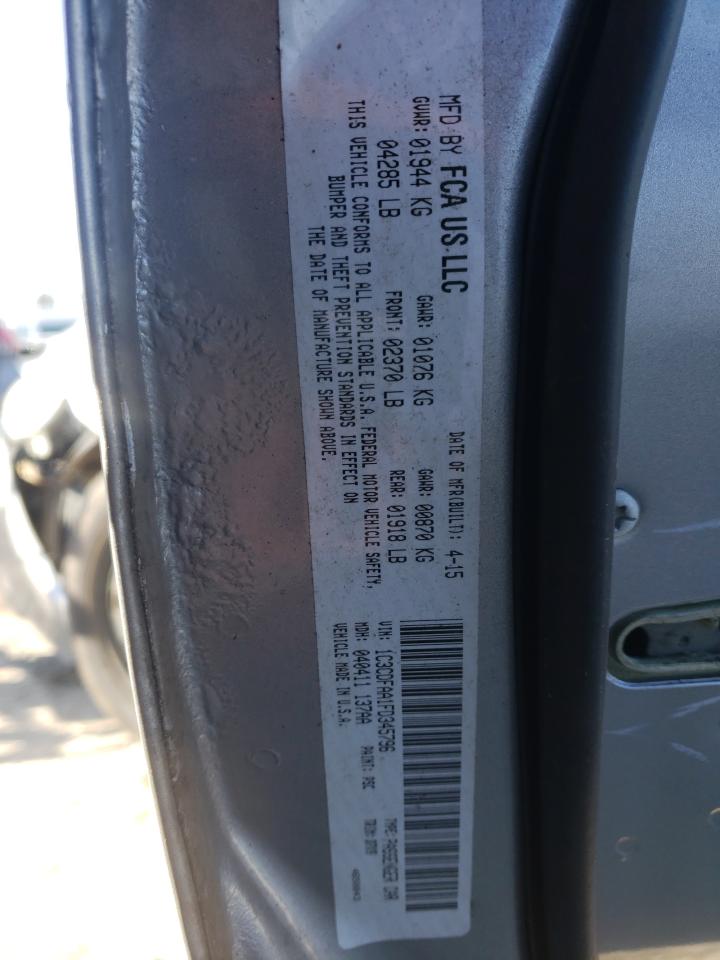 MFD BY FCA US LLC
DATE OF MFR(BUILT): 4-15
GVWR: 01944 KG
GAWR: 01076 KG
GAWR: 00870 KG
04285 LB
FRONT: 02370 LB
REAR: 01918 LB
THIS VEHICLE CONFORMS TO ALL APPLICABLE U.S.A. FEDERAL MOTOR VEHICLE SAFETY,
BUMPER AND THEFT PREVENTION STANDARDS IN EFFECT ON
THE DATE OF MANUFACTURE SHOWN ABOVE.
VIN: 1C3CDFAA1FD345796
TYPE: PASSENGER CAR
MDH: 040411 137AA
PAINT: PSC
TRIM:
VEHICLE MADE IN U.S.A.